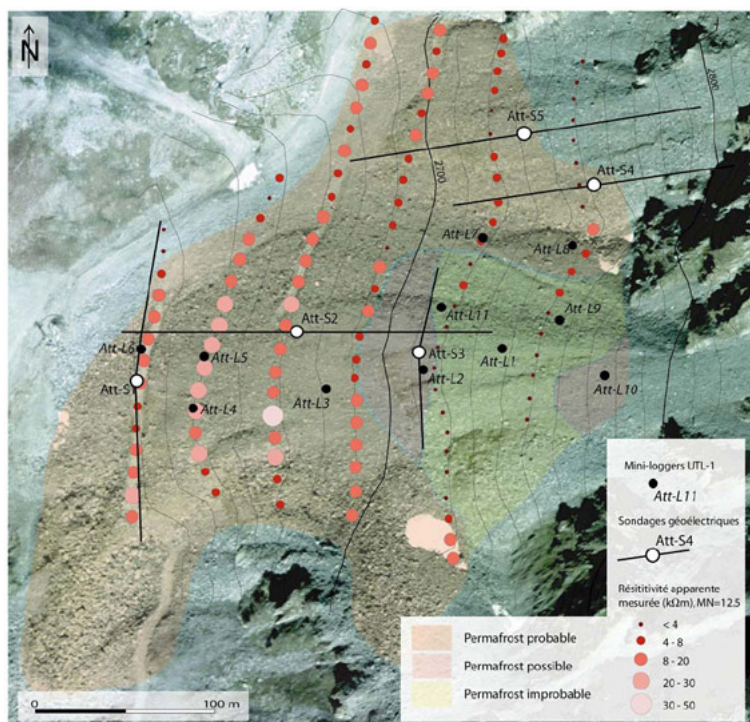 N
2800
Att-S5
Att-S4
2700
Att-L7
Att-L8
Att-L11
Att-L9
Att-S2
Att-L6
Att-L5
Att-S3
Att-L1
Att-S
Att-L2
Att-L3
Att-L10
Att-L4
Mini-loggers UTL-1
Att-L11
Sondages géoélectriques
Att-S4
Résititivité apparente
mesurée (kΩm), MN=12.5
< 4
4 - 8
8 - 20
20 - 30
30 - 50
Permafrost probable
Permafrost possible
Permafrost improbable
0
100 m